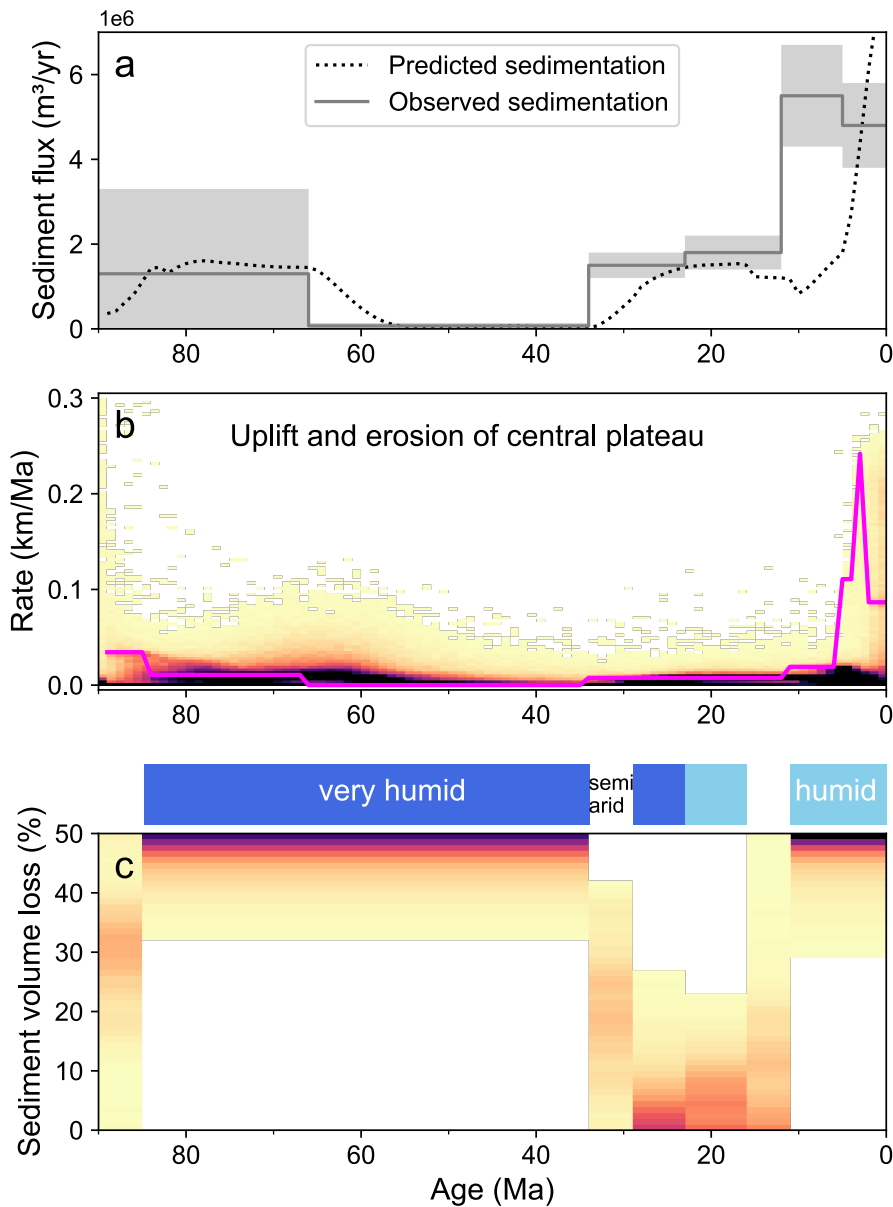 1e6
a
Predicted sedimentation
Observed sedimentation
Sediment flux (m³/yr)
6
4
2
0
80
60
40
20
0
b
Uplift and erosion of central plateau
Rate (km/Ma)
0.3
0.2
0.1
0.0
80
60
40
20
0
very humid
semi
arid
humid
c
Sediment volume loss (%)
50
40
30
20
10
0
80
60
40
20
0
Age (Ma)